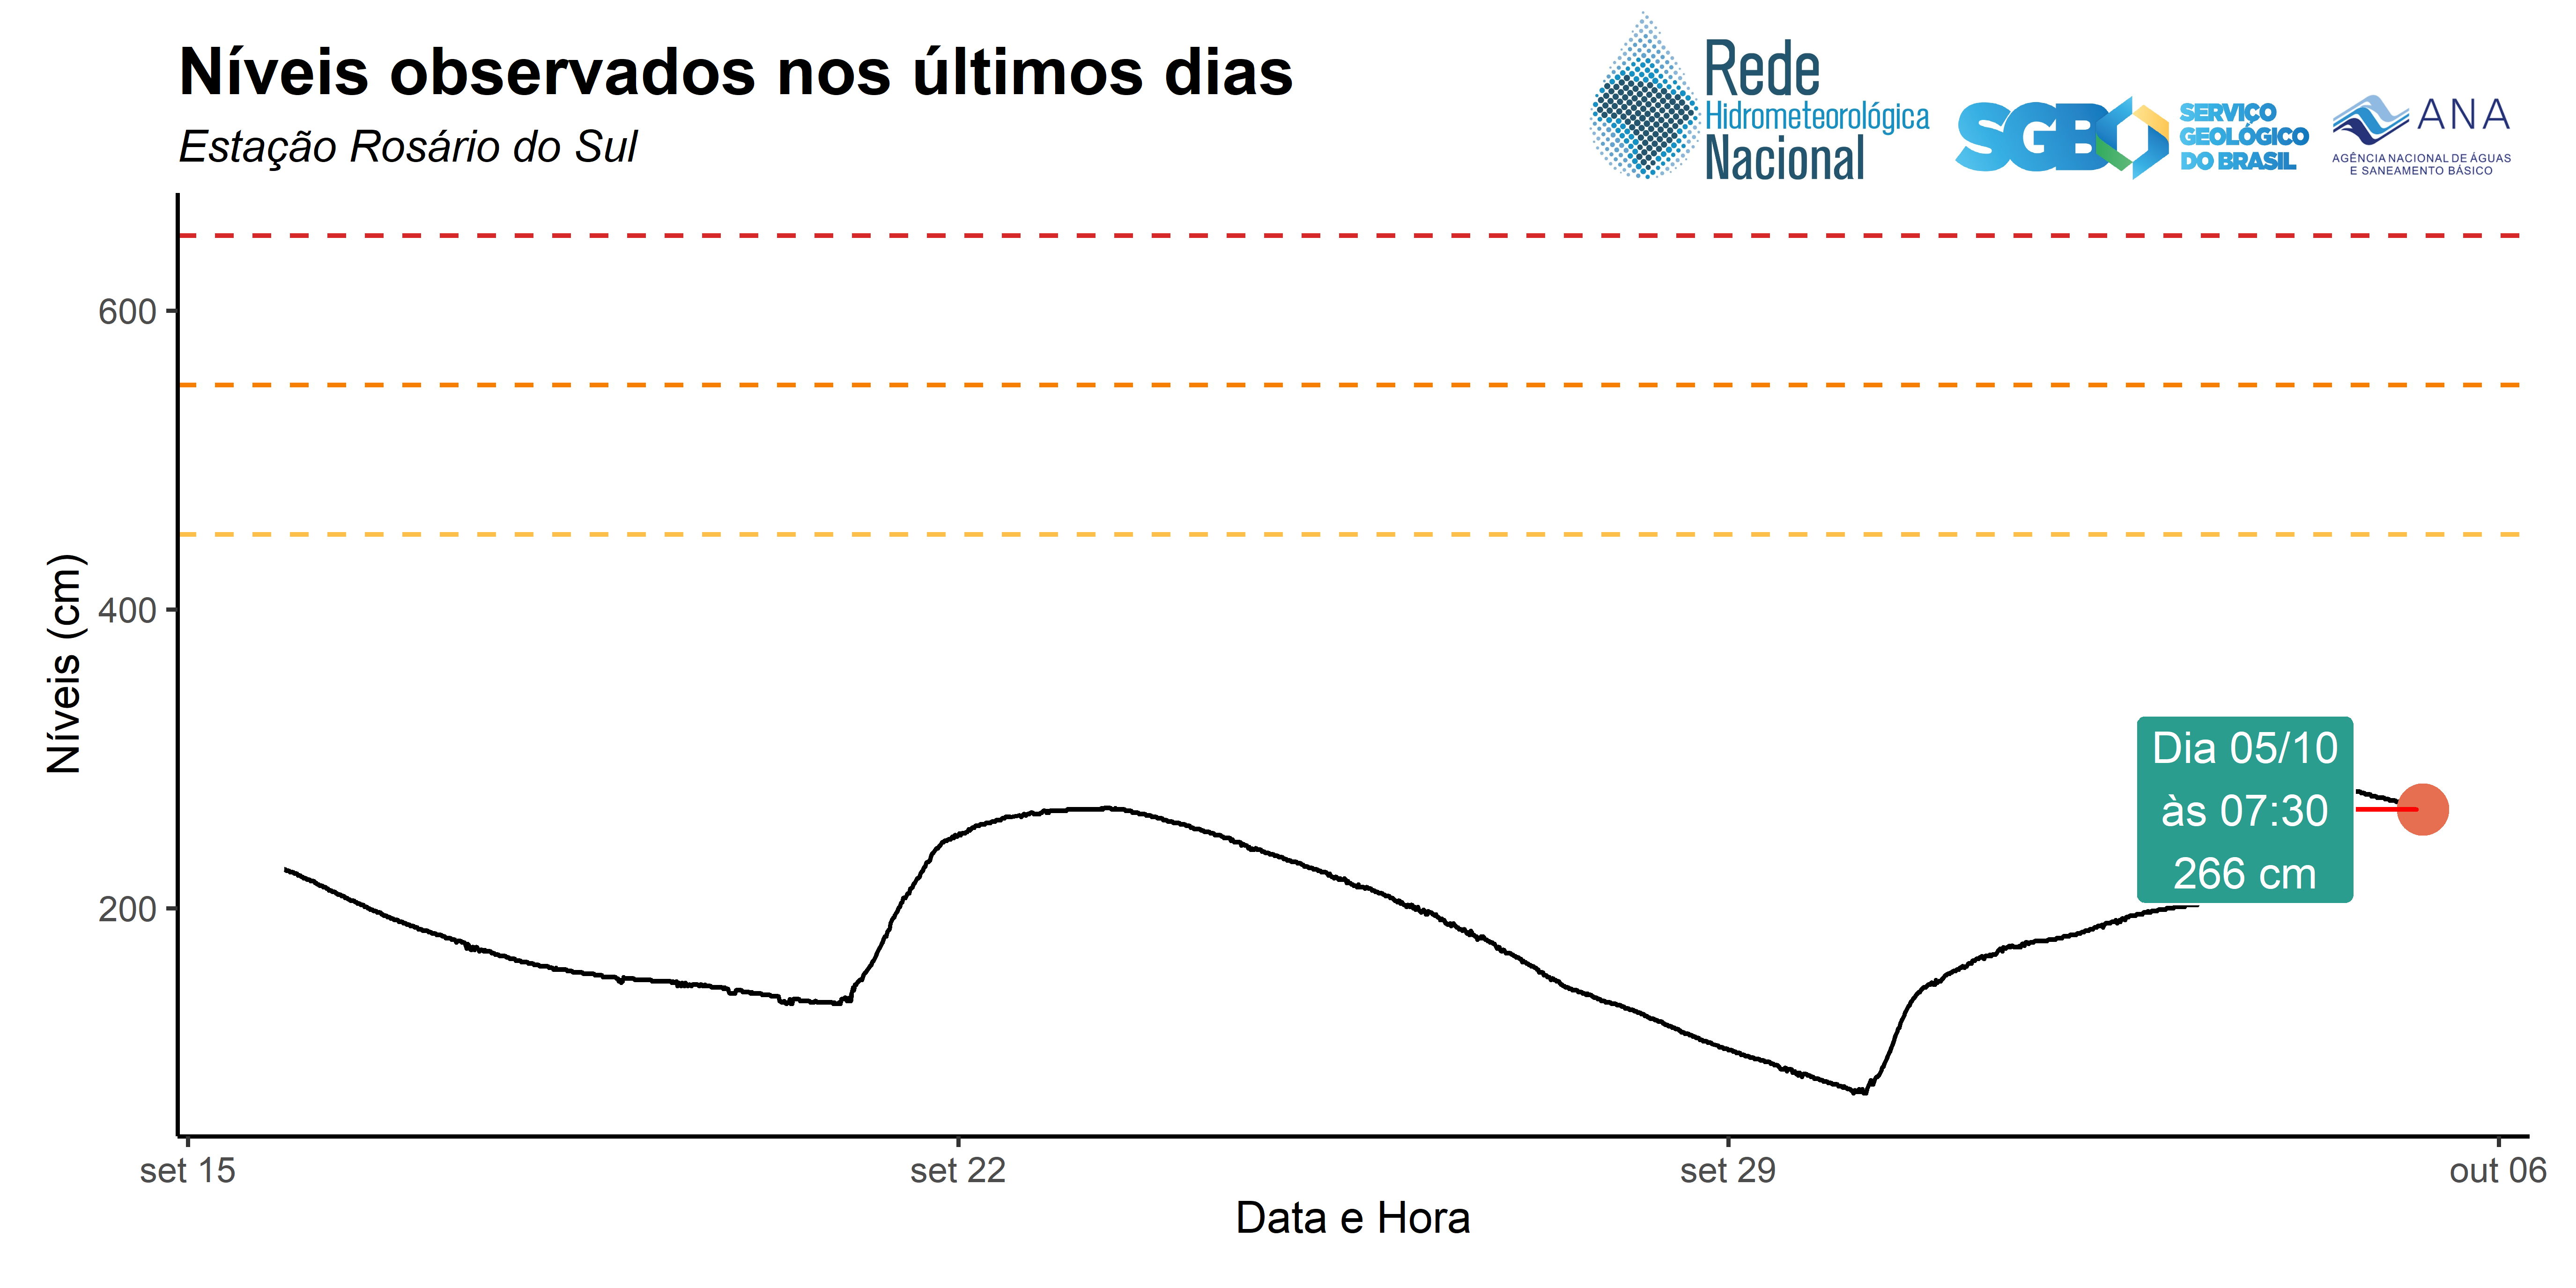 Níveis observados nos últimos dias
Estação Rosário do Sul
Rede
Hidrometeorológica
Nacional
SGB
SERVIÇO
GEOLÓGICO
DO BRASIL
ANA
AGÊNCIA NACIONAL DE ÁGUAS
E SANEAMENTO BÁSICO
Níveis (cm)
600
400
200
Dia 05/10
às 07:30
266 cm
set 15
set 22
set 29
out 06
Data e Hora